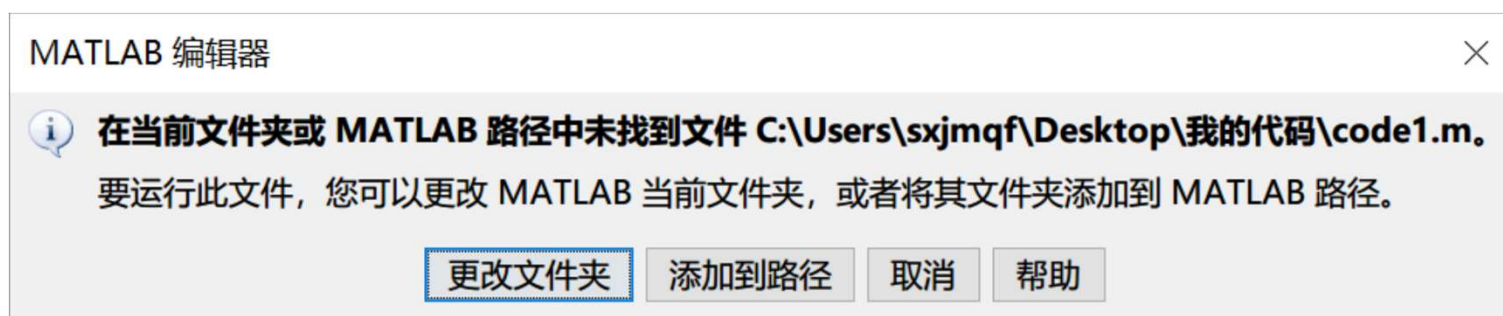 MATLAB 编辑器
在当前文件夹或 MATLAB 路径中未找到文件 C:\Users\sxjmqf\Desktop\我的代码\code1.m。
要运行此文件，您可以更改 MATLAB 当前文件夹，或者将其文件夹添加到 MATLAB 路径。
更改文件夹 添加到路径 取消 帮助